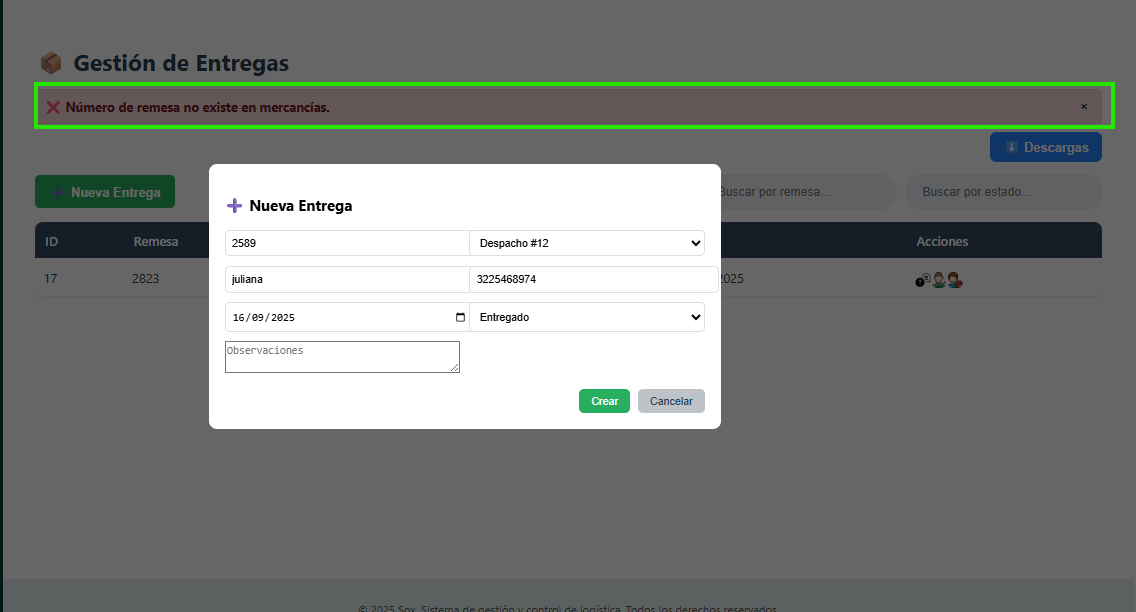 Gestión de Entregas
Número de remesa no existe en mercancías. ×
Descargas
Nueva Entrega
Buscar por remesa...
Buscar por estado...
ID Remesa Acciones
17 2823 2025
Nueva Entrega
2589 Despacho #12
juliana 3225468974
16/09/2025 Entregado
Observaciones
Crear Cancelar
© 2025 Sox. Sistema de gestión y control de logística. Todos los derechos reservados.